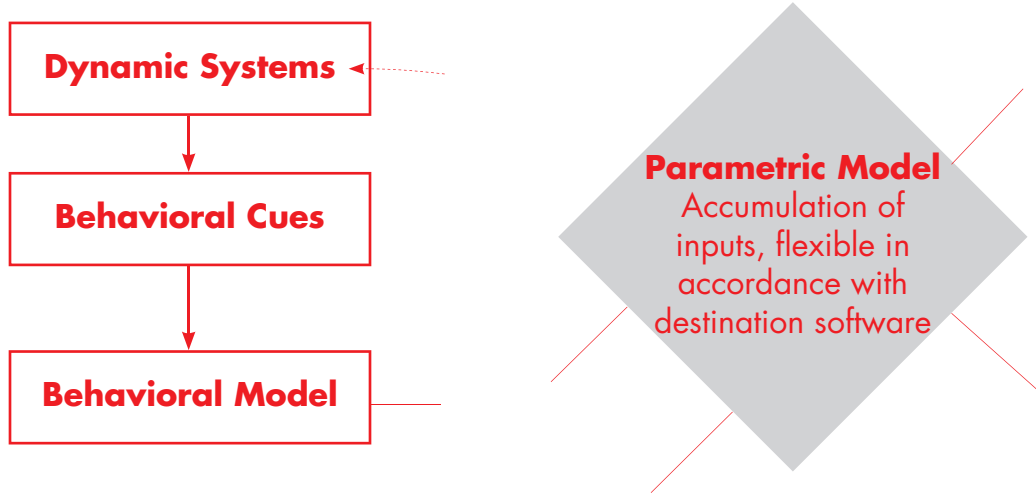 Dynamic Systems
Behavioral Cues
Behavioral Model
Parametric Model
Accumulation of
inputs, flexible in
accordance with
destination software